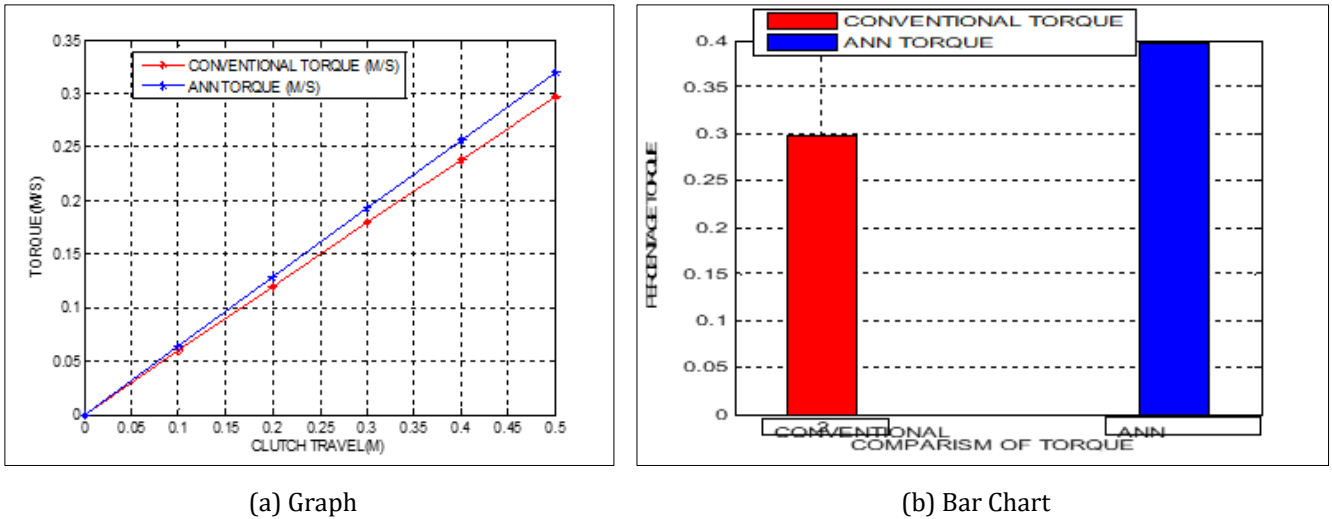 0.35
0.3
0.25
0.2
0.15
0.1
0.05
0
TORQUE (M/S)
CONVENTIONAL TORQUE (M/S)
ANN TORQUE (M/S)
0 0.05 0.1 0.15 0.2 0.25 0.3 0.35 0.4 0.45 0.5
CLUTCH TRAVEL (M)
(a) Graph
CONVENTIONAL TORQUE
ANN TORQUE
0.4
0.35
0.3
0.25
0.2
0.15
0.1
0.05
0
PERCENTAGE TORQUE
CONVENTIONAL ANN
COMPARISM OF TORQUE
(b) Bar Chart